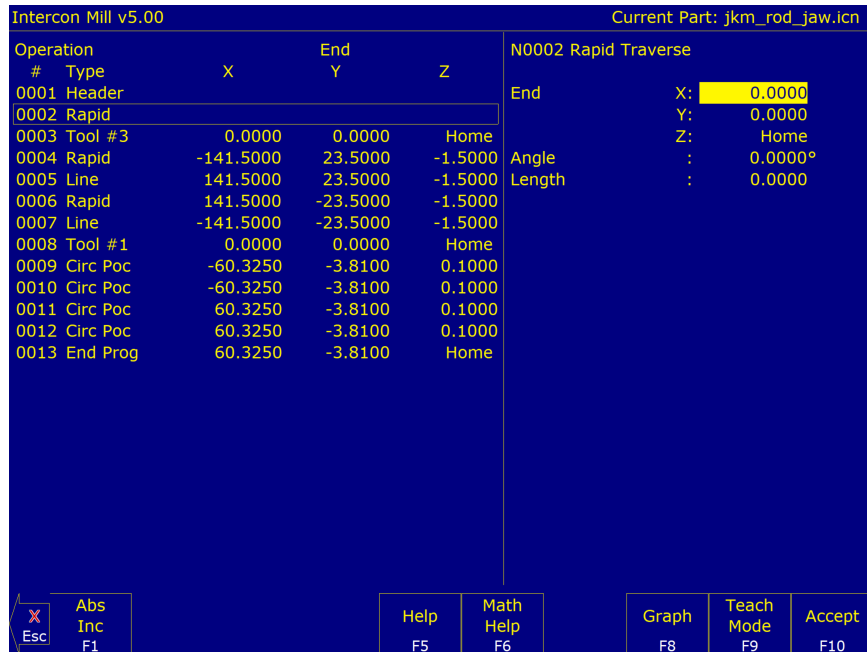 Intercon Mill v5.00 Current Part: jkm_rod_jaw.icn
Operation End
# Type X Y Z
0001 Header
0002 Rapid
0003 Tool #3 0.0000 0.0000 Home
0004 Rapid -141.5000 23.5000 -1.5000
0005 Line 141.5000 23.5000 -1.5000
0006 Rapid 141.5000 -23.5000 -1.5000
0007 Line -141.5000 -23.5000 -1.5000
0008 Tool #1 0.0000 0.0000 Home
0009 Circ Poc -60.3250 -3.8100 0.1000
0010 Circ Poc -60.3250 -3.8100 0.1000
0011 Circ Poc 60.3250 -3.8100 0.1000
0012 Circ Poc 60.3250 -3.8100 0.1000
0013 End Prog 60.3250 -3.8100 Home
N0002 Rapid Traverse
End X: 0.0000
Y: 0.0000
Z: Home
Angle : 0.0000°
Length : 0.0000
X
Esc
Abs
Inc
F1
Help
F5
Math
Help
F6
Graph
F8
Teach
Mode
F9
Accept
F10